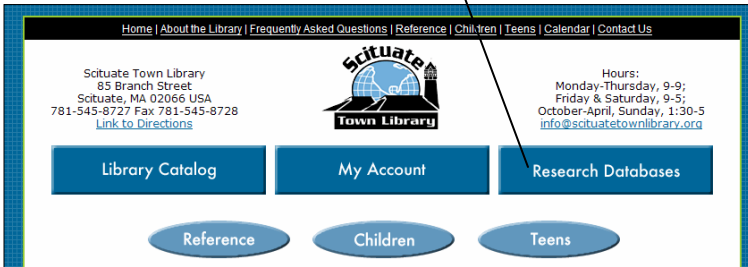 Home | About the Library | Frequently Asked Questions | Reference | Children | Teens | Calendar | Contact Us
Scituate Town Library
85 Branch Street
Scituate, MA 02066 USA
781-545-8727 Fax 781-545-8728
Link to Directions
Scituate
Town Library
Hours:
Monday-Thursday, 9-9;
Friday & Saturday, 9-5;
October-April, Sunday, 1:30-5
info@scituatetownlibrary.org
Library Catalog
My Account
Research Databases
Reference
Children
Teens